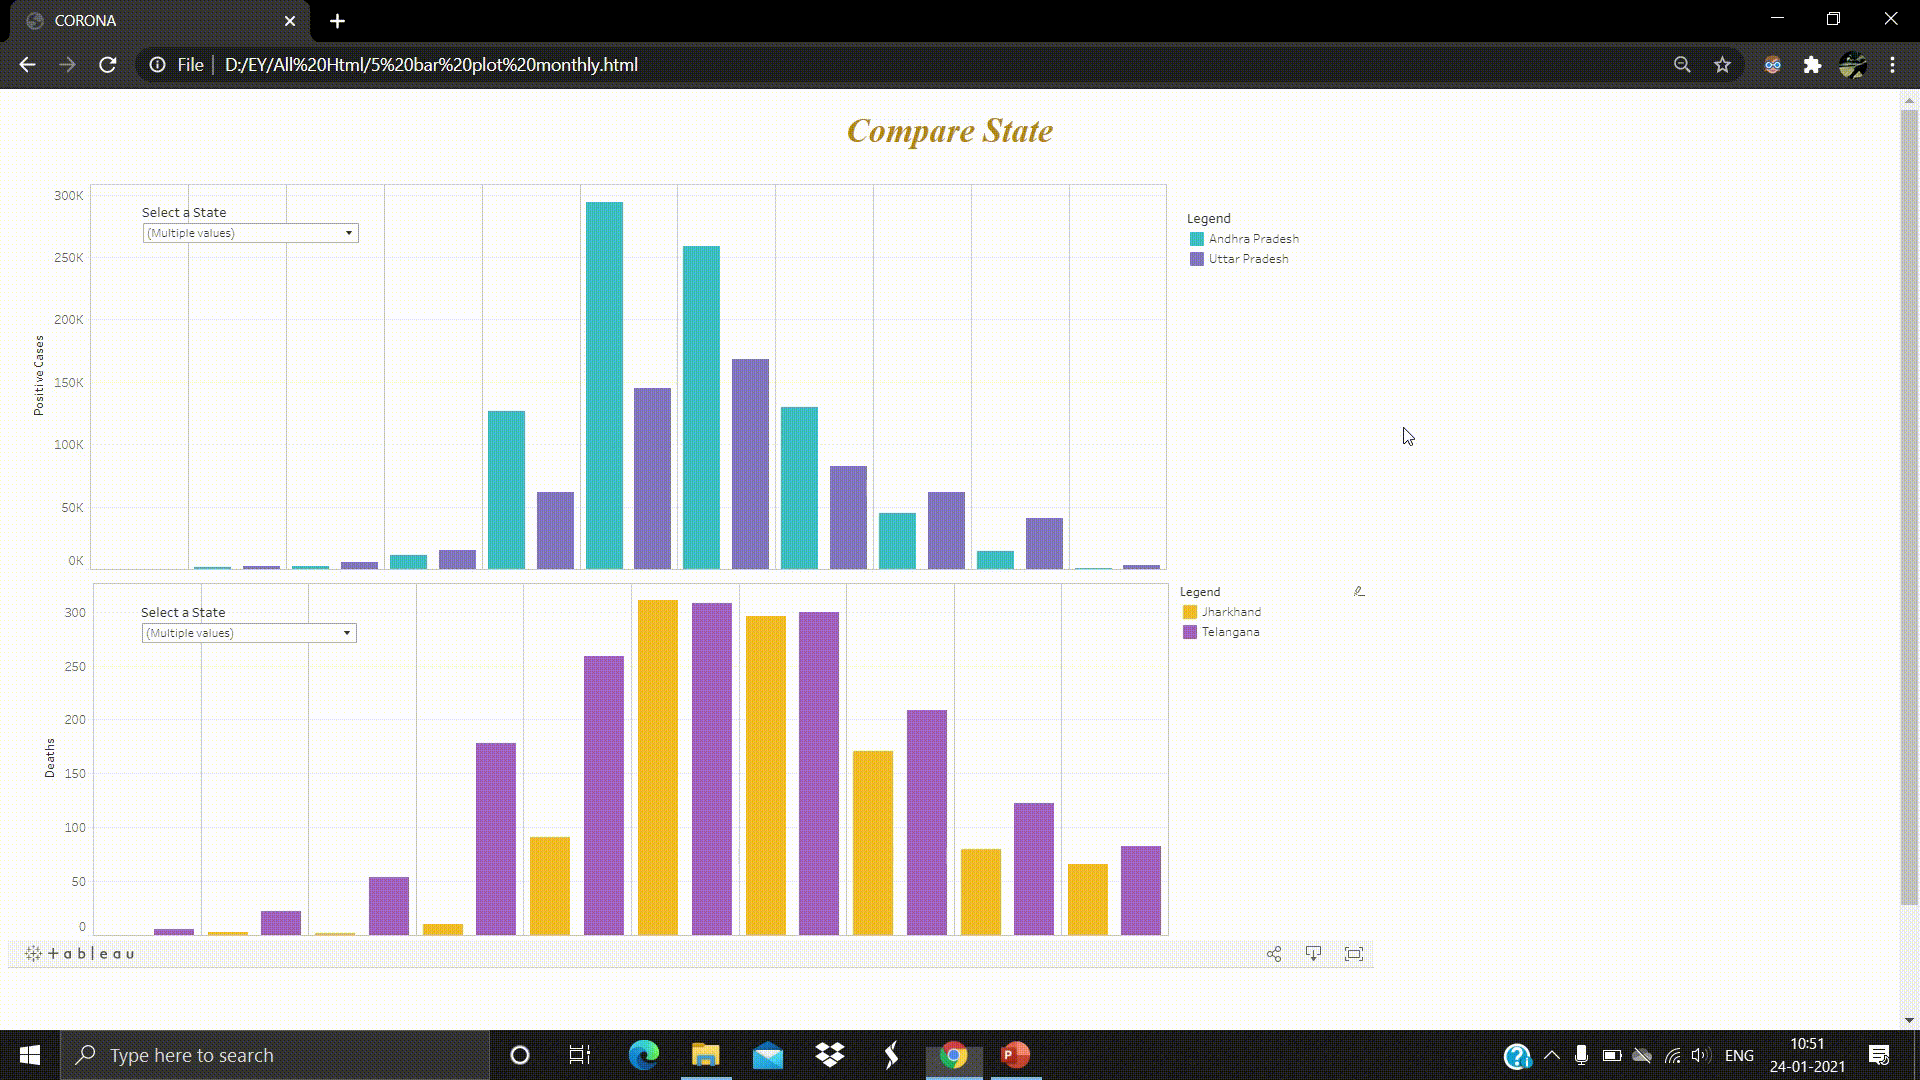 CORONA
File D:/EY/All%20Html/5%20bar%20plot%20monthly.html
Compare State
300K
250K
200K
150K
100K
50K
0K
Positive Cases
Select a State
(Multiple values)
Legend
Andhra Pradesh
Uttar Pradesh
300
250
200
150
100
50
0
Deaths
Select a State
(Multiple values)
Legend
Jharkhand
Telangana
+ableau
Type here to search
ENG
10:51
24-01-2021